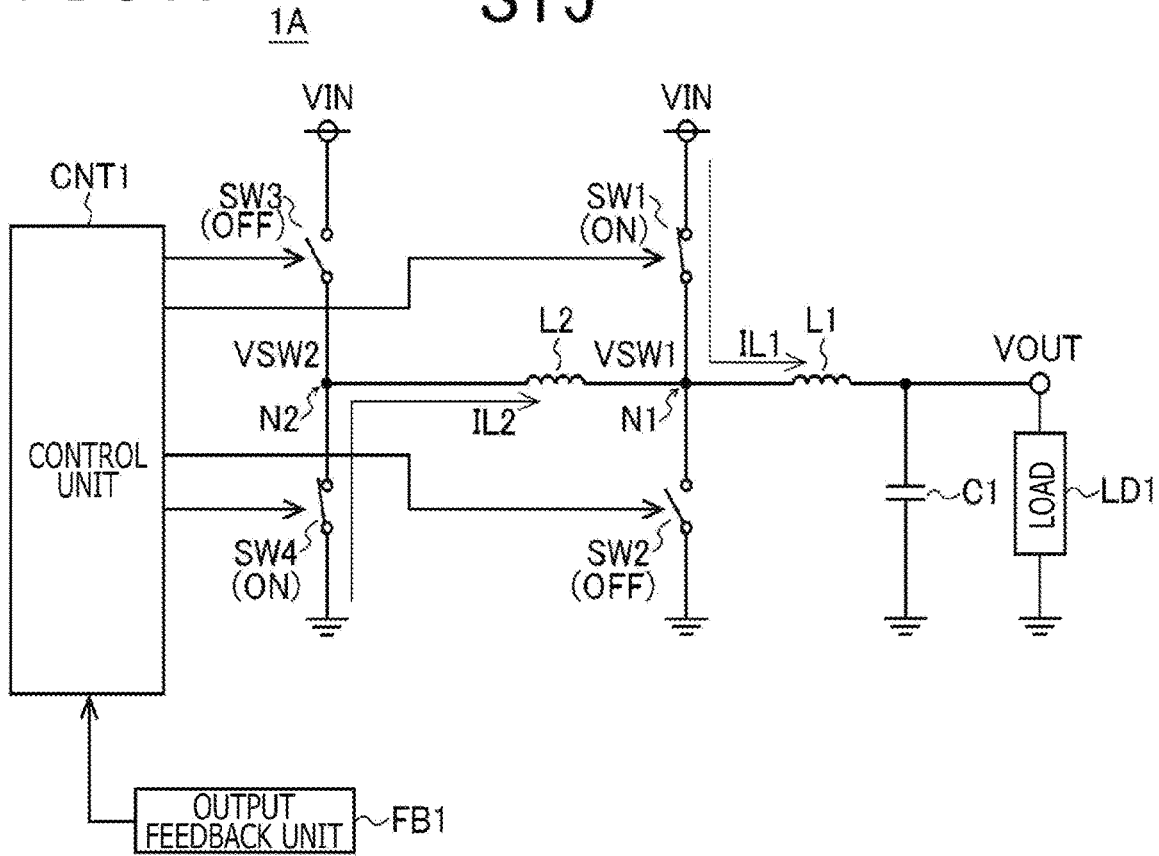 1A
VIN
VIN
CNT1
SW3
(OFF)
SW1
(ON)
L2
L1
VSW2
VSW1
IL1
VOUT
N2
IL2
N1
CONTROL
UNIT
C1
LOAD
LD1
SW4
(ON)
SW2
(OFF)
OUTPUT
FEEDBACK UNIT
FB1